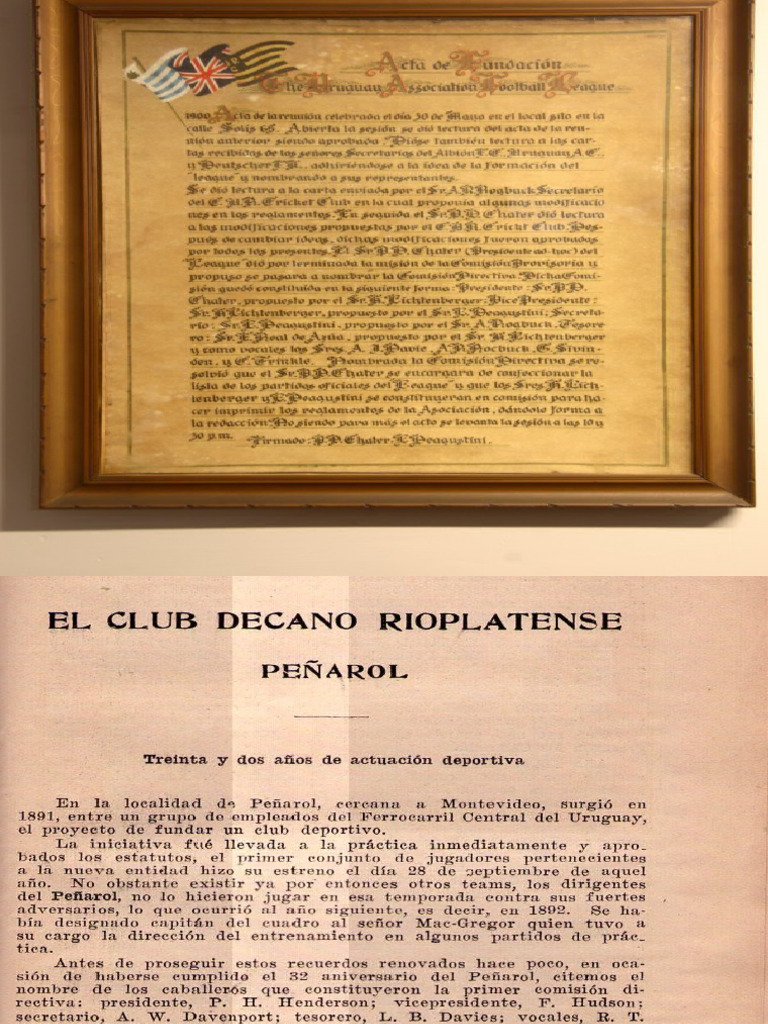 Acta de Fundación
The Uruguay Association Football League
1900 Acta de la reunión celebrada el día 30 de Mayo en el local sito en la
calle Solis 65. Abierta la sesión se dió lectura del acta de la reu-
nión anterior siendo aprobada. Dióse también lectura a las car-
tas recibidas de los señores Secretarios del Albión F.C. Uruguay A.C.
y Deutscher F.K. adhiriéndose a la idea de la formación del
"league" y nombrando a sus representantes.
Se dió lectura a la carta enviada por el Sr. Secretario
del C. Cricket Club en la cual proponía algunas modificacio
nes en los reglamentos. En seguida el Sr. P.D. Chater dió lectura
a las modificaciones propuestas por el C. Cricket Club. Des-
pués de cambiar ideas, dichas modificaciones fueron aprobadas
por todos los presentes. El Sr. P.D. Chater (Presidente ad-hoc) del
"League" dió por terminada la misión de la Comisión Provisoria y
propuso se pasara a nombrar la Comisión Directiva. Dicha Comi-
sión quedó constituída en la siguiente forma: Presidente: Sr. P.D.
Chater, propuesto por el Sr. H. Lichtenberger: Vice Presidente:
Sr. H. Lichtenberger, propuesto por el Sr. L. Deagustini, Secreta-
rio: Sr. L. Deagustini, propuesto por el Sr. A. Tesore
ro: Sr. propuesto por el Sr. H. Lichtenberger
y como vocales los Sres. A. J. Davie,
y C. Trinkle. Nombrada la Comisión Directiva se re-
solvió que el Sr. P.D. Chater se encargara de confeccionar la
lista de los partidos oficiales del "League" y que los Sres. H. Lich-
tenberger y L. Deagustini se constituyeran en comisión para ha-
cer imprimir los reglamentos de la Asociación, dándole forma a
la redacción. No siendo para más el acto se levanta la sesión a las 10 y
30 p.m. Firmado: P.D. Chater. L. Deagustini.
EL CLUB DECANO RIOPLATENSE
PEÑAROL
Treinta y dos años de actuación deportiva
En la localidad de Peñarol, cercana a Montevideo, surgió en
1891, entre un grupo de empleados del Ferrocarril Central del Uruguay,
el proyecto de fundar un club deportivo.
La iniciativa fué llevada a la práctica inmediatamente y apro-
bados los estatutos, el primer conjunto de jugadores pertenecientes
a la nueva entidad hizo su estreno el día 28 de septiembre de aquel
año. No obstante existir ya por entonces otros teams, los dirigentes
del Peñarol, no lo hicieron jugar en esa temporada contra sus fuertes
adversarios, lo que ocurrió al año siguiente, es decir, en 1892. Se ha-
bía designado capitán del cuadro al señor Mac-Gregor quien tuvo a
su cargo la dirección del entrenamiento en algunos partidos de prác-
tica.
Antes de proseguir estos recuerdos renovados hace poco, en oca-
sión de haberse cumplido el 32 aniversario del Peñarol, citemos el
nombre de los caballeros que constituyeron la primer comisión di-
rectiva: presidente, P. H. Henderson; vicepresidente, F. Hudson;
secretario, A. W. Davenport; tesorero, L. B. Davies; vocales, R. T.